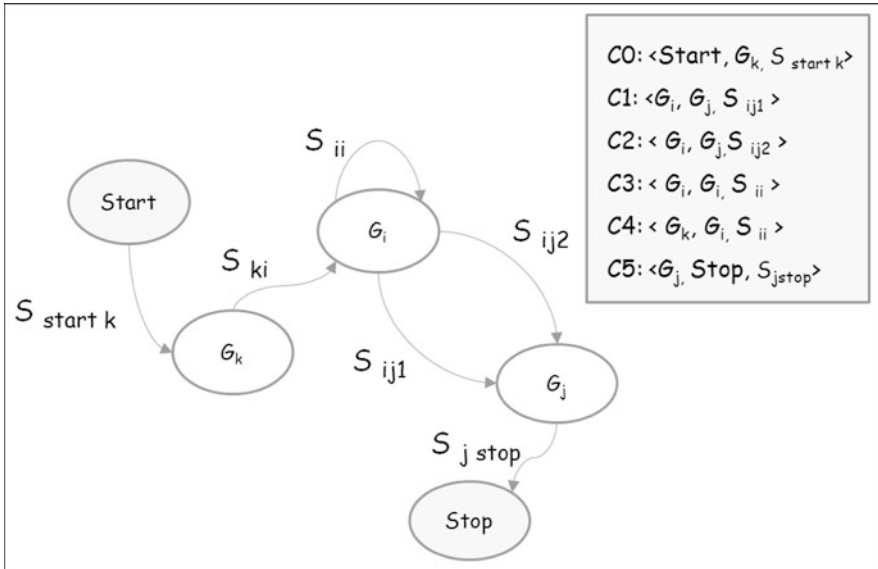 C0: <Start, Gk, S start k>
C1: <Gi, Gj, S ij1 >
C2: < Gi, Gj,S ij2 >
C3: < Gi, Gi, S ii >
C4: < Gk, Gi, S ii >
C5: <Gj, Stop, Sjstop>
S ii
Start
Gi
S ij2
S ki
S start k
Gk
S ij1
Gj
S j stop
Stop